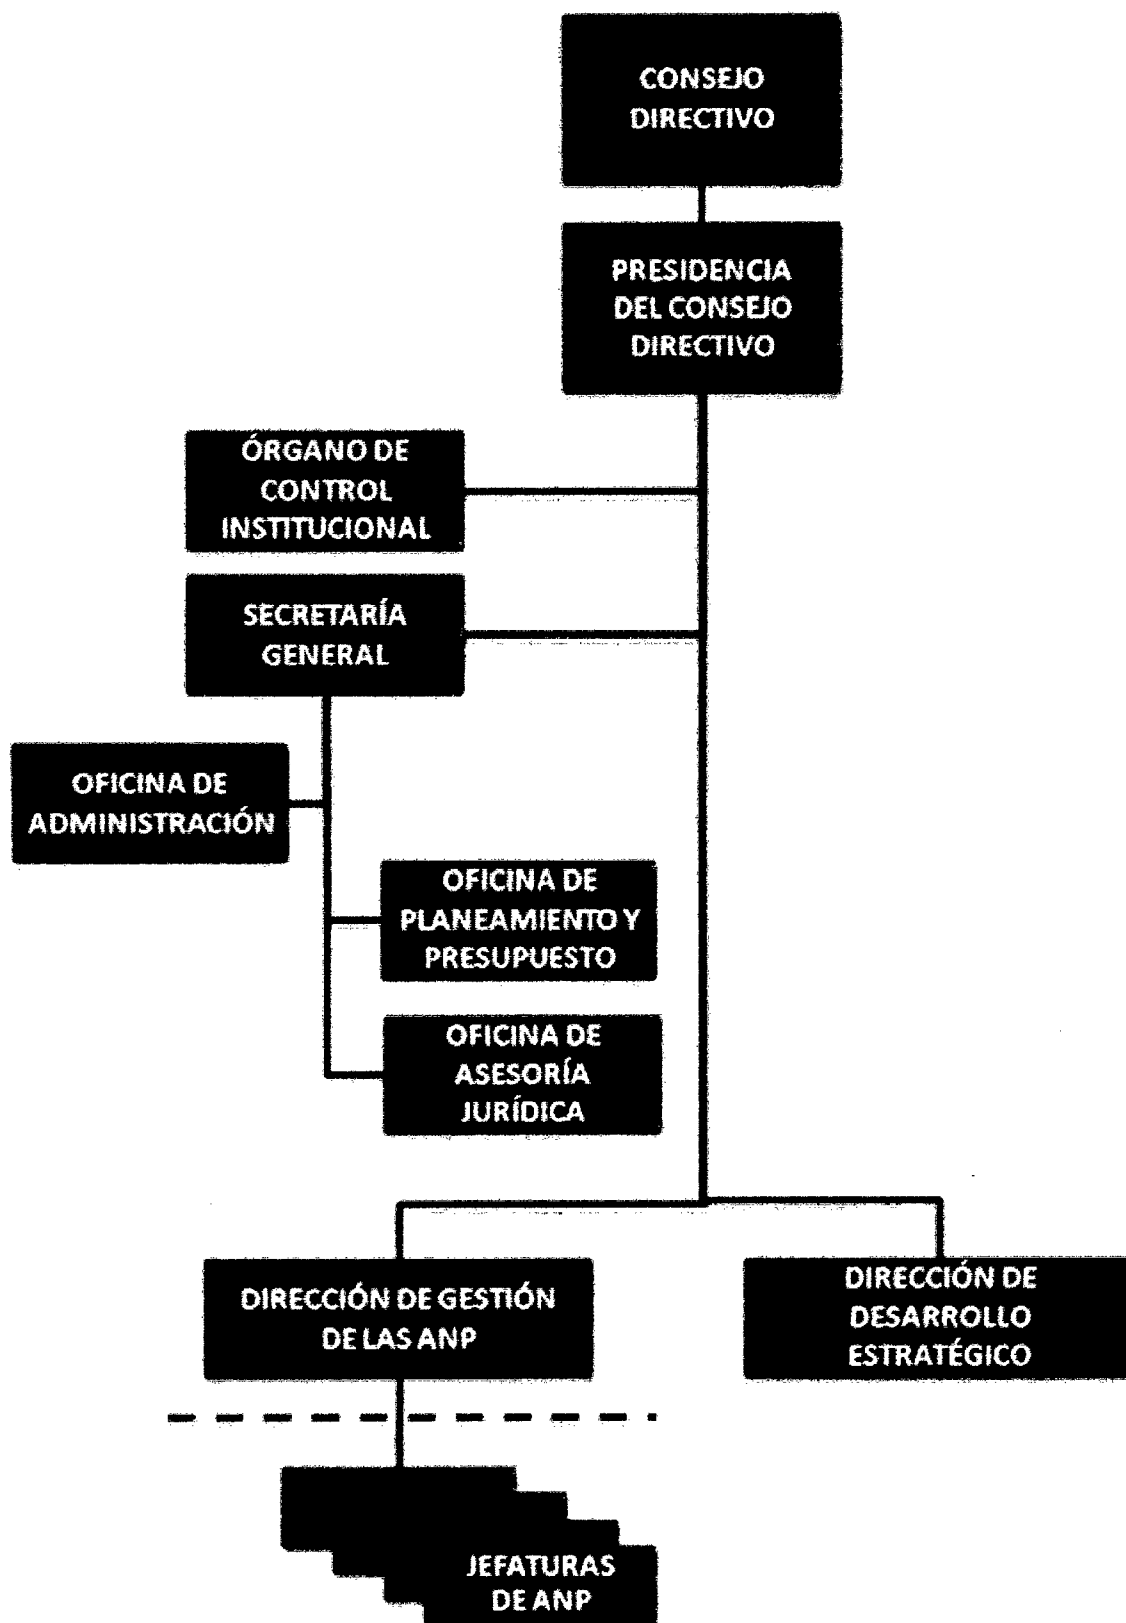 CONSEJO
DIRECTIVO
PRESIDENCIA
DEL CONSEJO
DIRECTIVO
ÓRGANO DE
CONTROL
INSTITUCIONAL
SECRETARÍA
GENERAL
OFICINA DE
ADMINISTRACIÓN
OFICINA DE
PLANEAMIENTO Y
PRESUPUESTO
OFICINA DE
ASESORÍA
JURÍDICA
DIRECCIÓN DE GESTIÓN
DE LAS ANP
DIRECCIÓN DE
DESARROLLO
ESTRATÉGICO
JEFATURAS
DE ANP